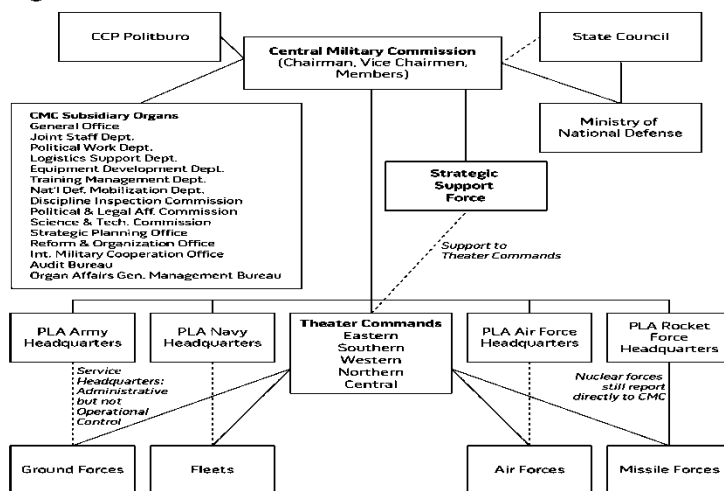 CCP Politburo
Central Military Commission
(Chairman, Vice Chairmen,
Members)
State Council
CMC Subsidiary Organs
General Office
Joint Staff Dept.
Political Work Dept.
Logistics Support Dept.
Equipment Development Dept.
Training Management Dept.
Nat'l Def. Mobilization Dept.
Discipline Inspection Commission
Political & Legal Aff. Commission
Science & Tech. Commission
Strategic Planning Office
Reform & Organization Office
Int. Military Cooperation Office
Audit Bureau
Organ Affairs Gen. Management Bureau
Ministry of
National Defense
Strategic
Support
Force
Support to
Theater Commands
PLA Army
Headquarters
PLA Navy
Headquarters
Theater Commands
Eastern
Southern
Western
Northern
Central
PLA Air Force
Headquarters
PLA Rocket
Force
Headquarters
Service
Headquarters:
Administrative
but not
Operational
Control
Nuclear forces
still report
directly to CMC
Ground Forces
Fleets
Air Forces
Missile Forces